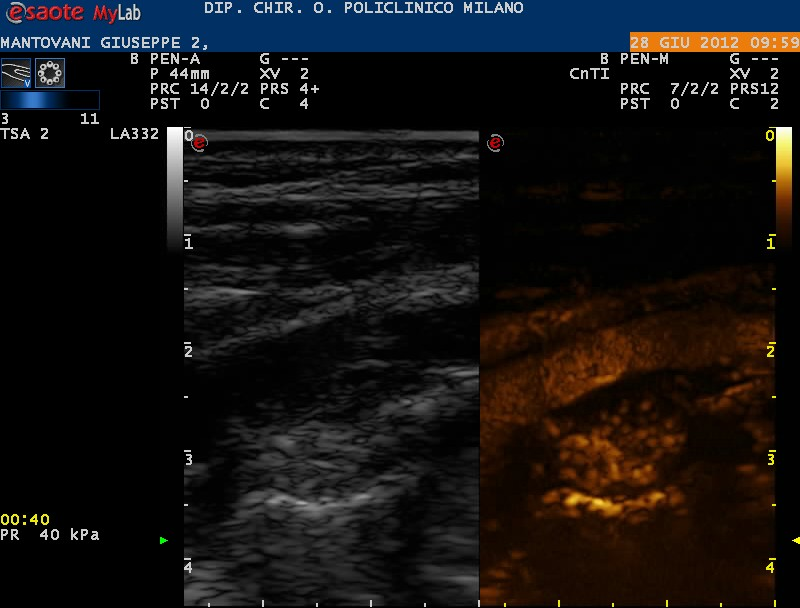 esaote MyLab
DIP. CHIR. O. POLICLINICO MILANO
MANTOVANI GIUSEPPE 2,
28 GIU 2012 09:59
B PEN-A G ---
P 44mm XV 2
PRC 14/2/2 PRS 4+
PST 0 C 4
B PEN-M G ---
CnTI XV 2
PRC 7/2/2 PRS12
PST 0 C 2
V
3 11
TSA 2 LA332
0
1
2
3
4
e
e
0
1
2
3
4
00:40
PR 40 kPa